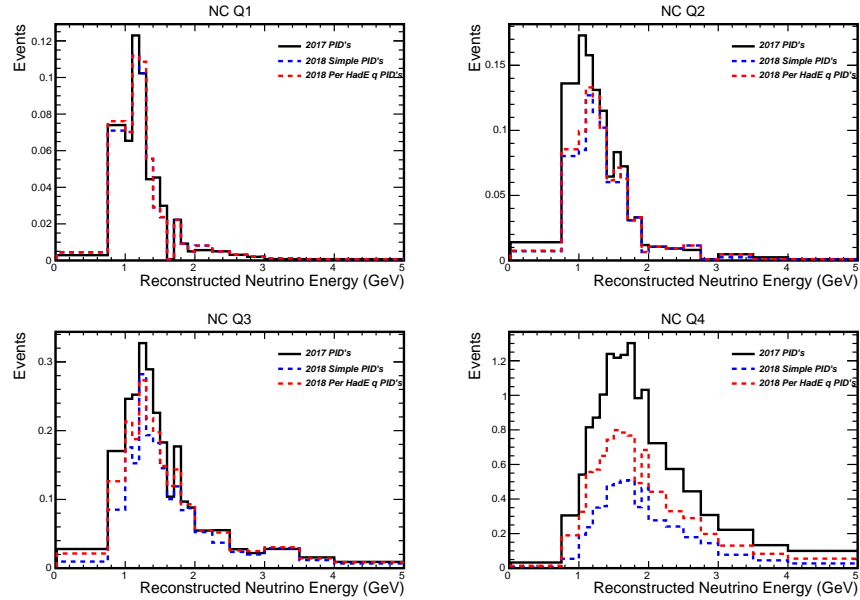 NC Q1
Events
0.12
0.1
0.08
0.06
0.04
0.02
0
2017 PID's
2018 Simple PID's
2018 Per HadE q PID's
0 1 2 3 4 5
Reconstructed Neutrino Energy (GeV)
NC Q2
Events
0.15
0.1
0.05
0
2017 PID's
2018 Simple PID's
2018 Per HadE q PID's
0 1 2 3 4 5
Reconstructed Neutrino Energy (GeV)
NC Q3
Events
0.3
0.2
0.1
0
2017 PID's
2018 Simple PID's
2018 Per HadE q PID's
0 1 2 3 4 5
Reconstructed Neutrino Energy (GeV)
NC Q4
Events
1.2
1
0.8
0.6
0.4
0.2
0
2017 PID's
2018 Simple PID's
2018 Per HadE q PID's
0 1 2 3 4 5
Reconstructed Neutrino Energy (GeV)